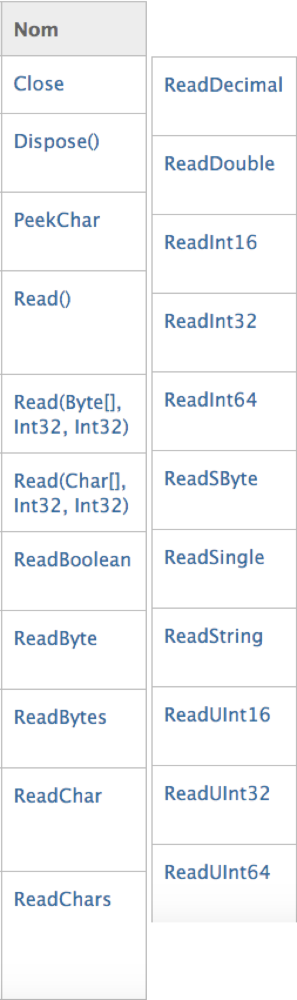 Nom
Close
Dispose()
PeekChar
Read()
Read(Byte[],
Int32, Int32)
Read(Char[],
Int32, Int32)
ReadBoolean
ReadByte
ReadBytes
ReadChar
ReadChars
ReadDecimal
ReadDouble
ReadInt16
ReadInt32
ReadInt64
ReadSByte
ReadSingle
ReadString
ReadUInt16
ReadUInt32
ReadUInt64